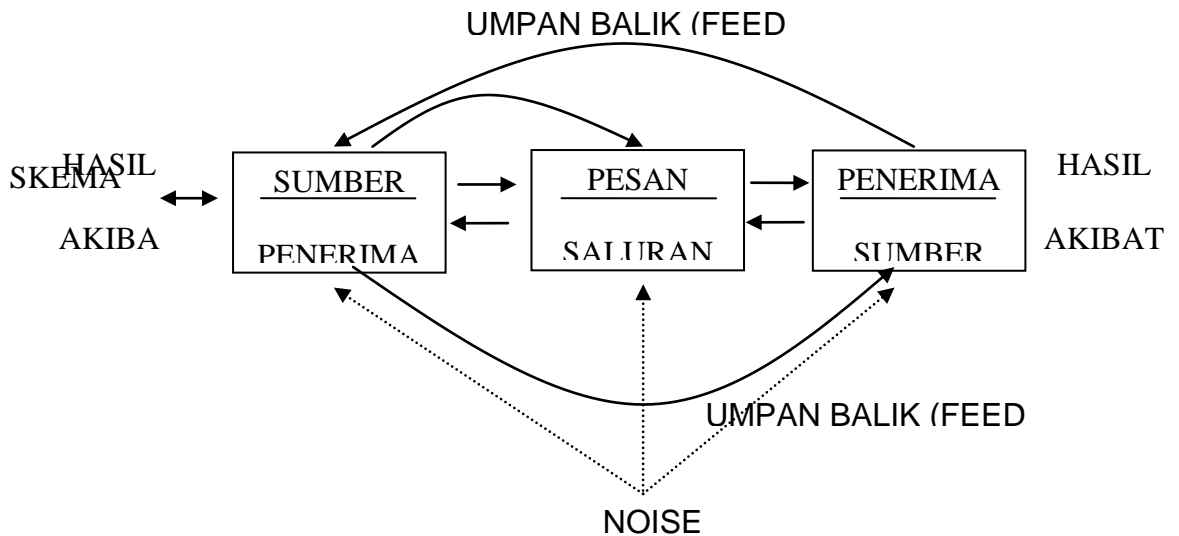 UMPAN BALIK (FEED
HASIL
SKEMA
AKIBA
SUMBER
PENERIMA
PESAN
SALURAN
PENERIMA
SUMBER
HASIL
AKIBAT
UMPAN BALIK (FEED
NOISE